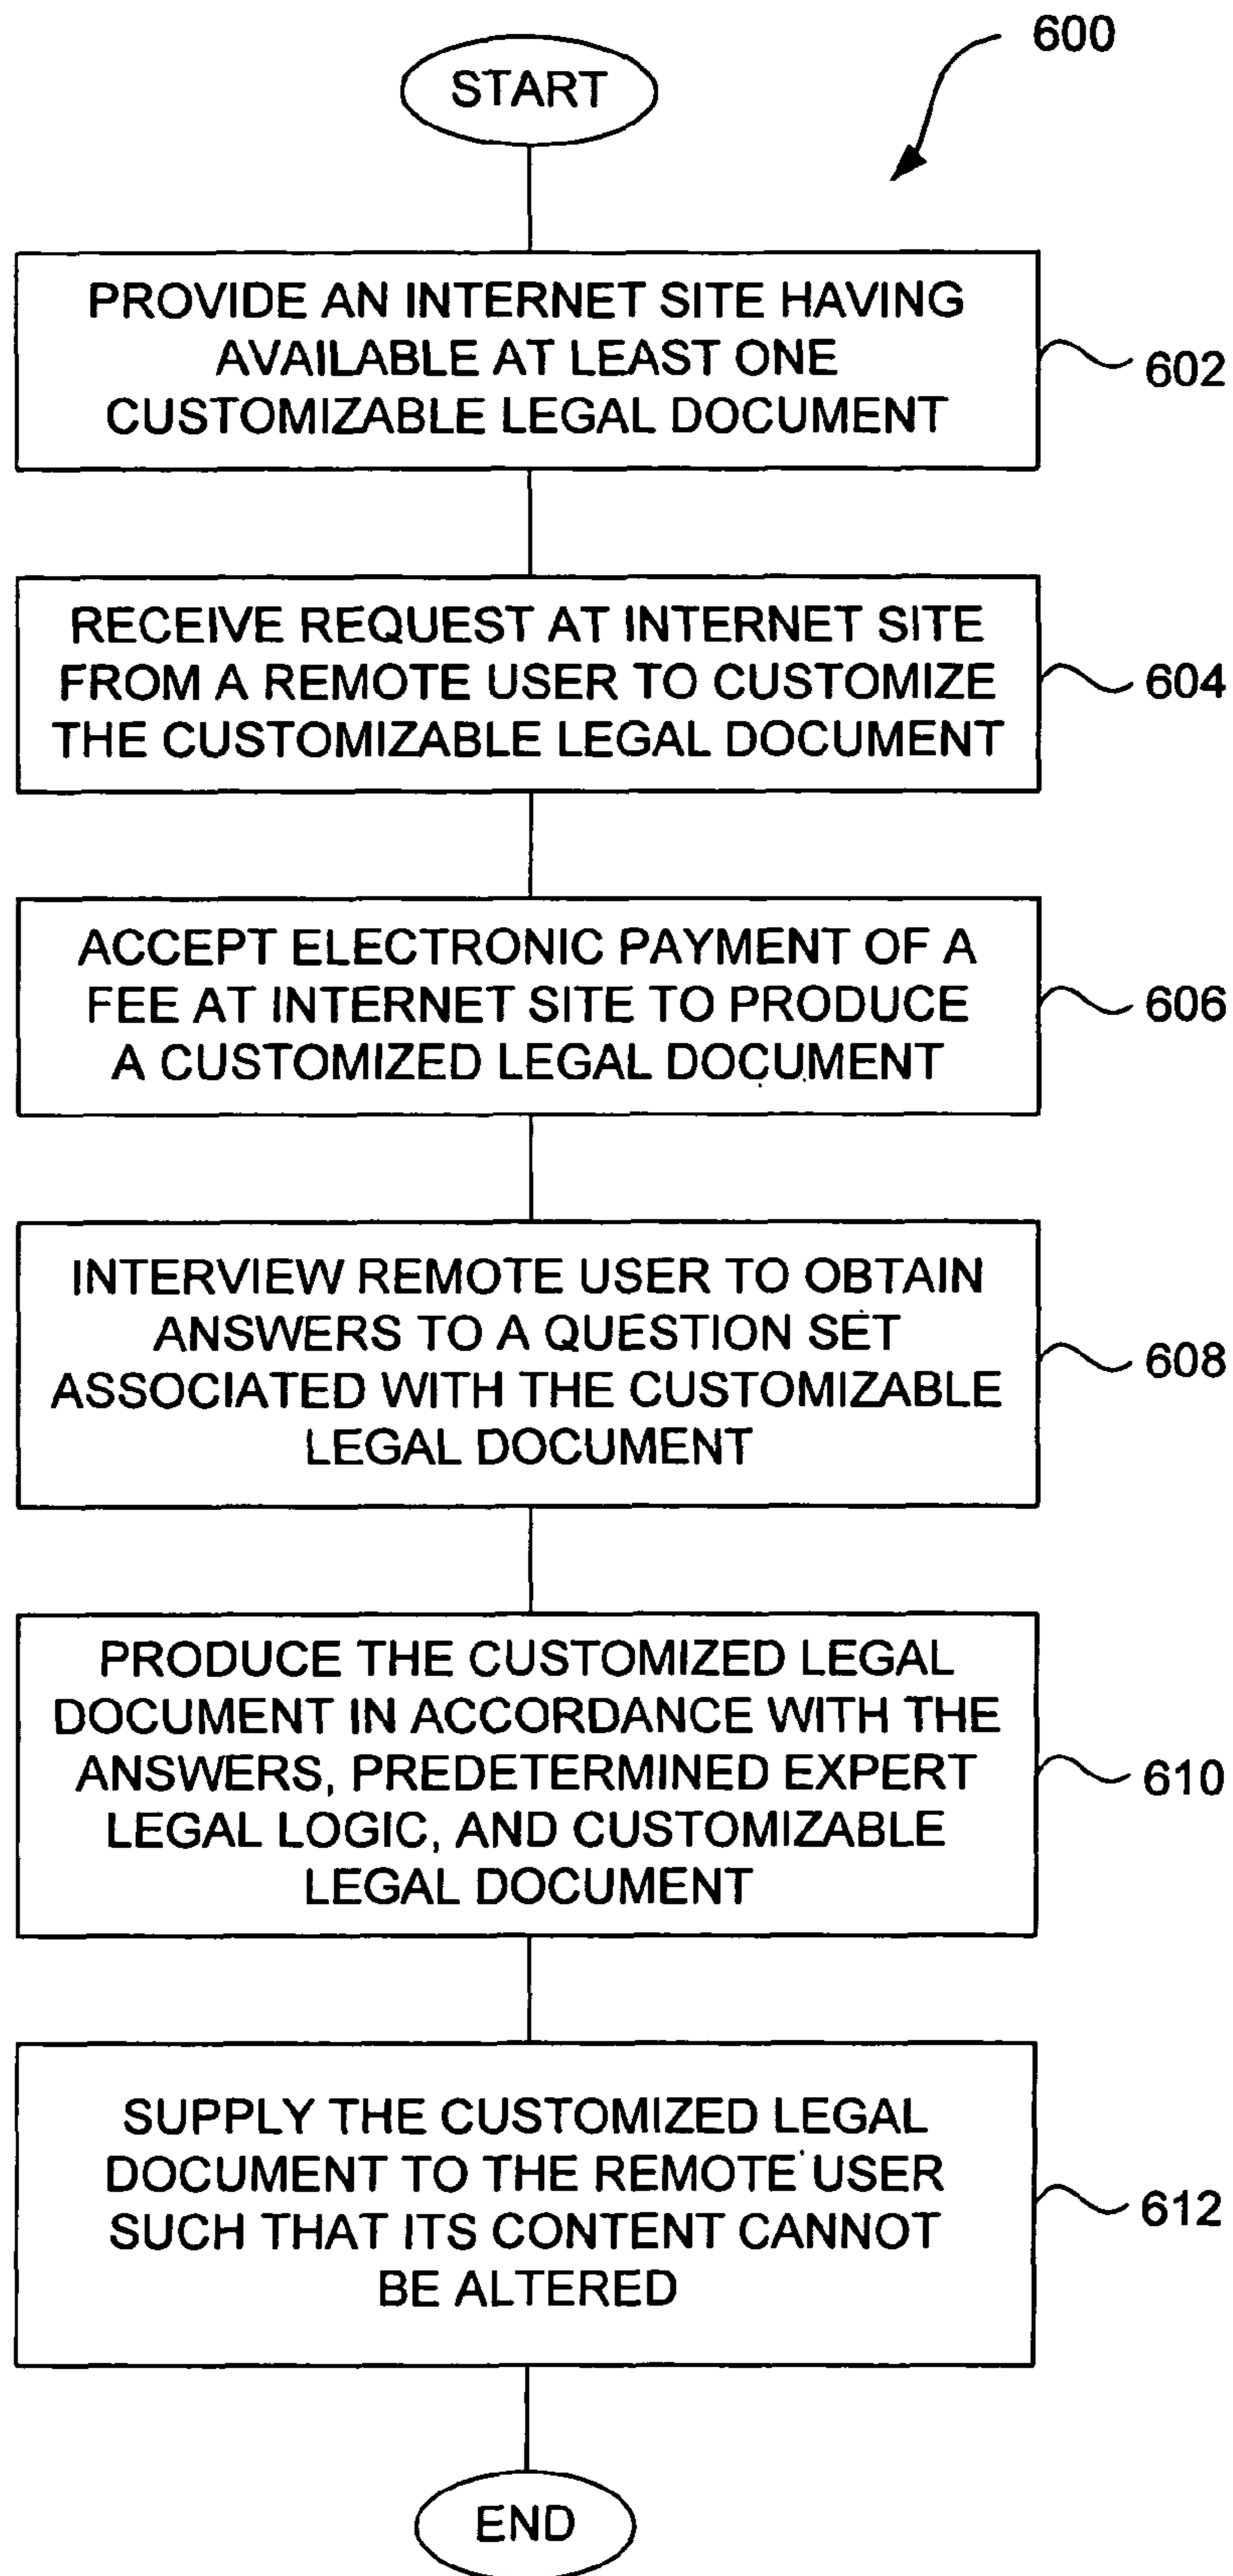 600
START
PROVIDE AN INTERNET SITE HAVING
AVAILABLE AT LEAST ONE
CUSTOMIZABLE LEGAL DOCUMENT
602
RECEIVE REQUEST AT INTERNET SITE
FROM A REMOTE USER TO CUSTOMIZE
THE CUSTOMIZABLE LEGAL DOCUMENT
604
ACCEPT ELECTRONIC PAYMENT OF A
FEE AT INTERNET SITE TO PRODUCE
A CUSTOMIZED LEGAL DOCUMENT
606
INTERVIEW REMOTE USER TO OBTAIN
ANSWERS TO A QUESTION SET
ASSOCIATED WITH THE CUSTOMIZABLE
LEGAL DOCUMENT
608
PRODUCE THE CUSTOMIZED LEGAL
DOCUMENT IN ACCORDANCE WITH THE
ANSWERS, PREDETERMINED EXPERT
LEGAL LOGIC, AND CUSTOMIZABLE
LEGAL DOCUMENT
610
SUPPLY THE CUSTOMIZED LEGAL
DOCUMENT TO THE REMOTE USER
SUCH THAT ITS CONTENT CANNOT
BE ALTERED
612
END